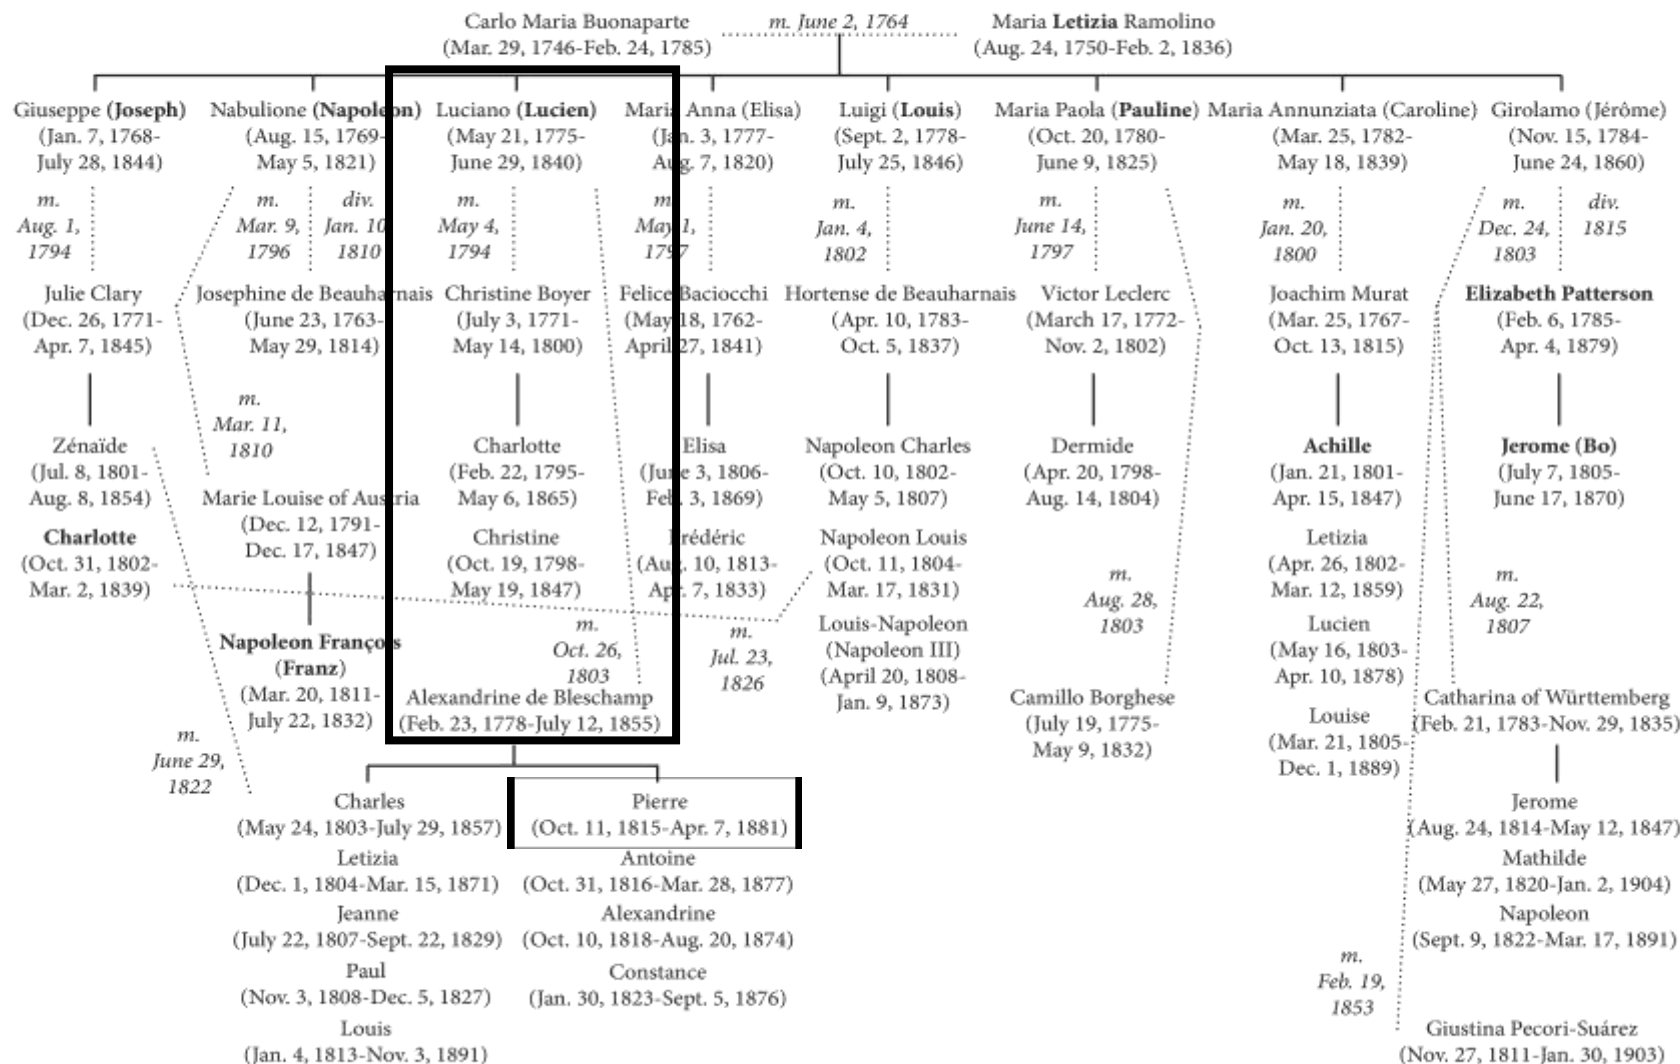 Carlo Maria Buonaparte
(Mar. 29, 1746-Feb. 24, 1785)
m. June 2, 1764
Maria Letizia Ramolino
(Aug. 24, 1750-Feb. 2, 1836)
Giuseppe (Joseph)
(Jan. 7, 1768-
July 28, 1844)
m.
Aug. 1,
1794
Julie Clary
(Dec. 26, 1771-
Apr. 7, 1845)
Zénaïde
(Jul. 8, 1801-
Aug. 8, 1854)
Charlotte
(Oct. 31, 1802-
Mar. 2, 1839)
Nabulione (Napoleon)
(Aug. 15, 1769-
May 5, 1821)
m.
Mar. 9,
1796
div.
Jan. 10
1810
Josephine de Beauharnais
(June 23, 1763-
May 29, 1814)
m.
Mar. 11,
1810
Marie Louise of Austria
(Dec. 12, 1791-
Dec. 17, 1847)
Napoleon François
(Franz)
(Mar. 20, 1811-
July 22, 1832)
Luciano (Lucien)
(May 21, 1775-
June 29, 1840)
m.
May 4,
1794
Christine Boyer
(July 3, 1771-
May 14, 1800)
Charlotte
(Feb. 22, 1795-
May 6, 1865)
Christine
(Oct. 19, 1798-
May 19, 1847)
m.
Oct. 26,
1803
Alexandrine de Bleschamp
(Feb. 23, 1778-July 12, 1855)
m.
June 29,
1822
Charles
(May 24, 1803-July 29, 1857)
Letizia
(Dec. 1, 1804-Mar. 15, 1871)
Jeanne
(July 22, 1807-Sept. 22, 1829)
Paul
(Nov. 3, 1808-Dec. 5, 1827)
Louis
(Jan. 4, 1813-Nov. 3, 1891)
Pierre
(Oct. 11, 1815-Apr. 7, 1881)
Antoine
(Oct. 31, 1816-Mar. 28, 1877)
Alexandrine
(Oct. 10, 1818-Aug. 20, 1874)
Constance
(Jan. 30, 1823-Sept. 5, 1876)
Maria Anna (Elisa)
(Jan. 3, 1777-
Aug. 7, 1820)
m.
May 1,
1797
Felice Baciocchi
(May 18, 1762-
April 27, 1841)
Elisa
(June 3, 1806-
Feb. 3, 1869)
Frédéric
(Aug. 10, 1813-
Apr. 7, 1833)
m.
Jul. 23,
1826
Luigi (Louis)
(Sept. 2, 1778-
July 25, 1846)
m.
Jan. 4,
1802
Hortense de Beauharnais
(Apr. 10, 1783-
Oct. 5, 1837)
Napoleon Charles
(Oct. 10, 1802-
May 5, 1807)
Napoleon Louis
(Oct. 11, 1804-
Mar. 17, 1831)
Louis-Napoleon
(Napoleon III)
(April 20, 1808-
Jan. 9, 1873)
Maria Paola (Pauline)
(Oct. 20, 1780-
June 9, 1825)
m.
June 14,
1797
Victor Leclerc
(March 17, 1772-
Nov. 2, 1802)
Dermide
(Apr. 20, 1798-
Aug. 14, 1804)
m.
Aug. 28,
1803
Camillo Borghese
(July 19, 1775-
May 9, 1832)
Maria Annunziata (Caroline)
(Mar. 25, 1782-
May 18, 1839)
m.
Jan. 20,
1800
Joachim Murat
(Mar. 25, 1767-
Oct. 13, 1815)
Achille
(Jan. 21, 1801-
Apr. 15, 1847)
Letizia
(Apr. 26, 1802-
Mar. 12, 1859)
Lucien
(May 16, 1803-
Apr. 10, 1878)
Louise
(Mar. 21, 1805-
Dec. 1, 1889)
Girolamo (Jérôme)
(Nov. 15, 1784-
June 24, 1860)
m.
Dec. 24,
1803
div.
1815
Elizabeth Patterson
(Feb. 6, 1785-
Apr. 4, 1879)
Jerome (Bo)
(July 7, 1805-
June 17, 1870)
m.
Aug. 22,
1807
Catharina of Württemberg
(Feb. 21, 1783-Nov. 29, 1835)
Jerome
(Aug. 24, 1814-May 12, 1847)
Mathilde
(May 27, 1820-Jan. 2, 1904)
Napoleon
(Sept. 9, 1822-Mar. 17, 1891)
m.
Feb. 19,
1853
Giustina Pecori-Suárez
(Nov. 27, 1811-Jan. 30, 1903)